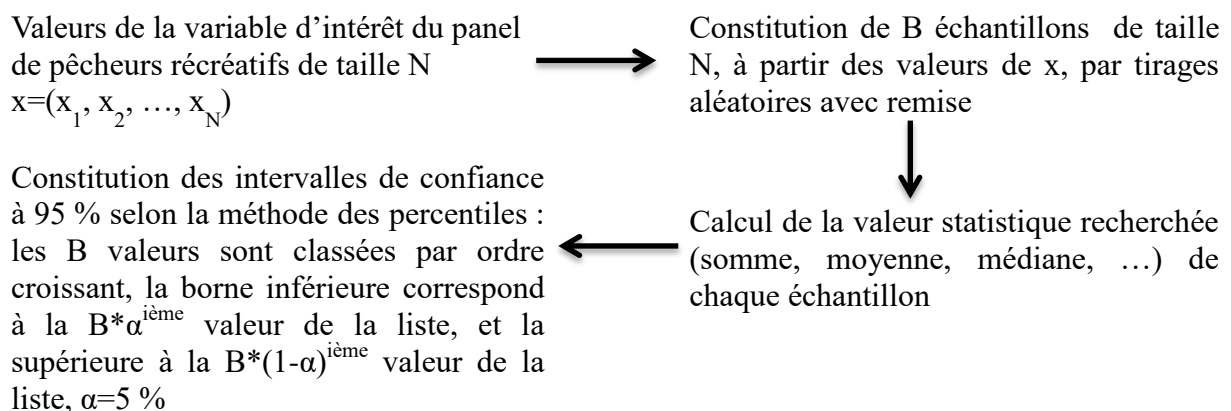 Valeurs de la variable d’intérêt du panel
de pêcheurs récréatifs de taille N
x=(x₁, x₂, …, x_N)
Constitution de B échantillons de taille
N, à partir des valeurs de x, par tirages
aléatoires avec remise
Calcul de la valeur statistique recherchée
(somme, moyenne, médiane, …) de
chaque échantillon
Constitution des intervalles de confiance
à 95 % selon la méthode des percentiles :
les B valeurs sont classées par ordre
croissant, la borne inférieure correspond
à la B*α^ième valeur de la liste, et la
supérieure à la B*(1-α)^ième valeur de la
liste, α=5 %